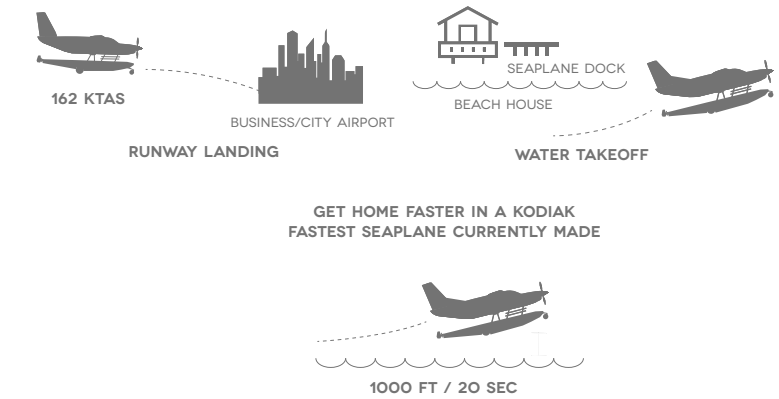 162 KTAS
BUSINESS/CITY AIRPORT
RUNWAY LANDING
SEAPLANE DOCK
BEACH HOUSE
WATER TAKEOFF
GET HOME FASTER IN A KODIAK
FASTEST SEAPLANE CURRENTLY MADE
1000 FT / 20 SEC